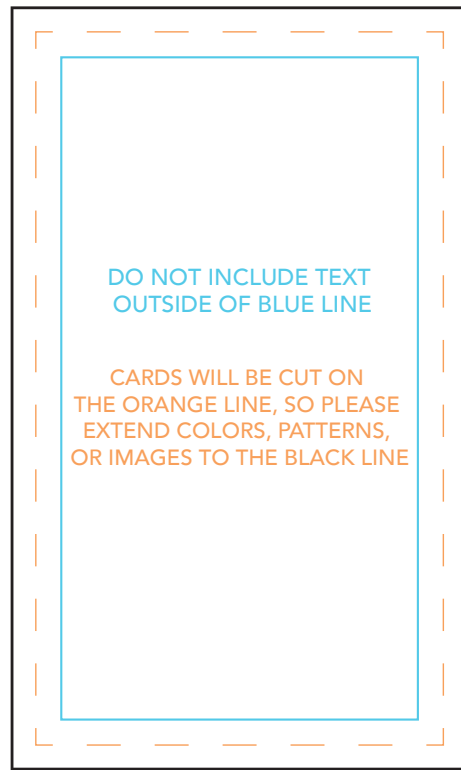 DO NOT INCLUDE TEXT
OUTSIDE OF BLUE LINE
CARDS WILL BE CUT ON
THE ORANGE LINE, SO PLEASE
EXTEND COLORS, PATTERNS,
OR IMAGES TO THE BLACK LINE